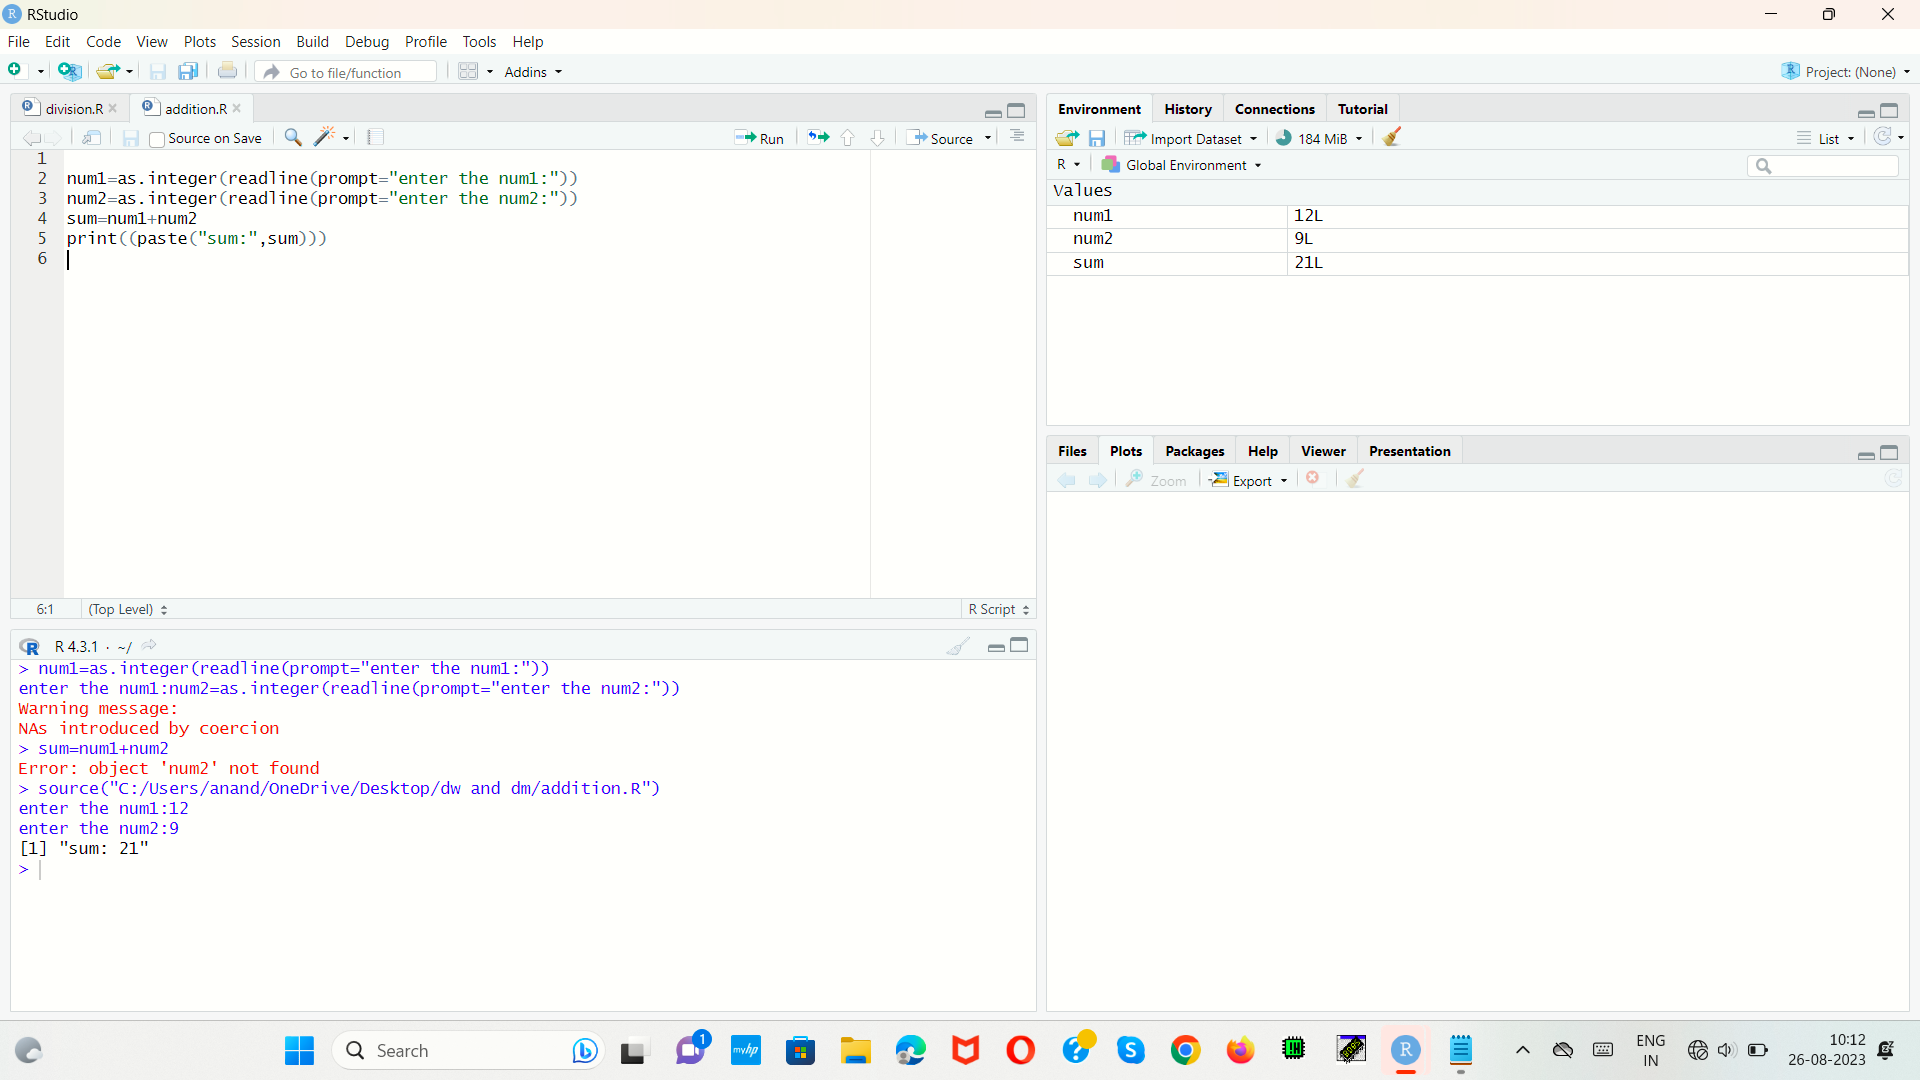 RStudio
File Edit Code View Plots Session Build Debug Profile Tools Help
Go to file/function Addins Project: (None)
division.R addition.R
Source on Save Run Source
1
2 num1=as.integer(readline(prompt="enter the num1:"))
3 num2=as.integer(readline(prompt="enter the num2:"))
4 sum=num1+num2
5 print((paste("sum:",sum)))
6
6:1 (Top Level) R Script
R 4.3.1 · ~/
> num1=as.integer(readline(prompt="enter the num1:"))
enter the num1:num2=as.integer(readline(prompt="enter the num2:"))
Warning message:
NAs introduced by coercion
> sum=num1+num2
Error: object 'num2' not found
> source("C:/Users/anand/OneDrive/Desktop/dw and dm/addition.R")
enter the num1:12
enter the num2:9
[1] "sum: 21"
>
Environment History Connections Tutorial
Import Dataset 184 MiB List
R Global Environment
Values
num1 12L
num2 9L
sum 21L
Files Plots Packages Help Viewer Presentation
Zoom Export
Search 1 myhp S R ENG
IN
10:12
26-08-2023